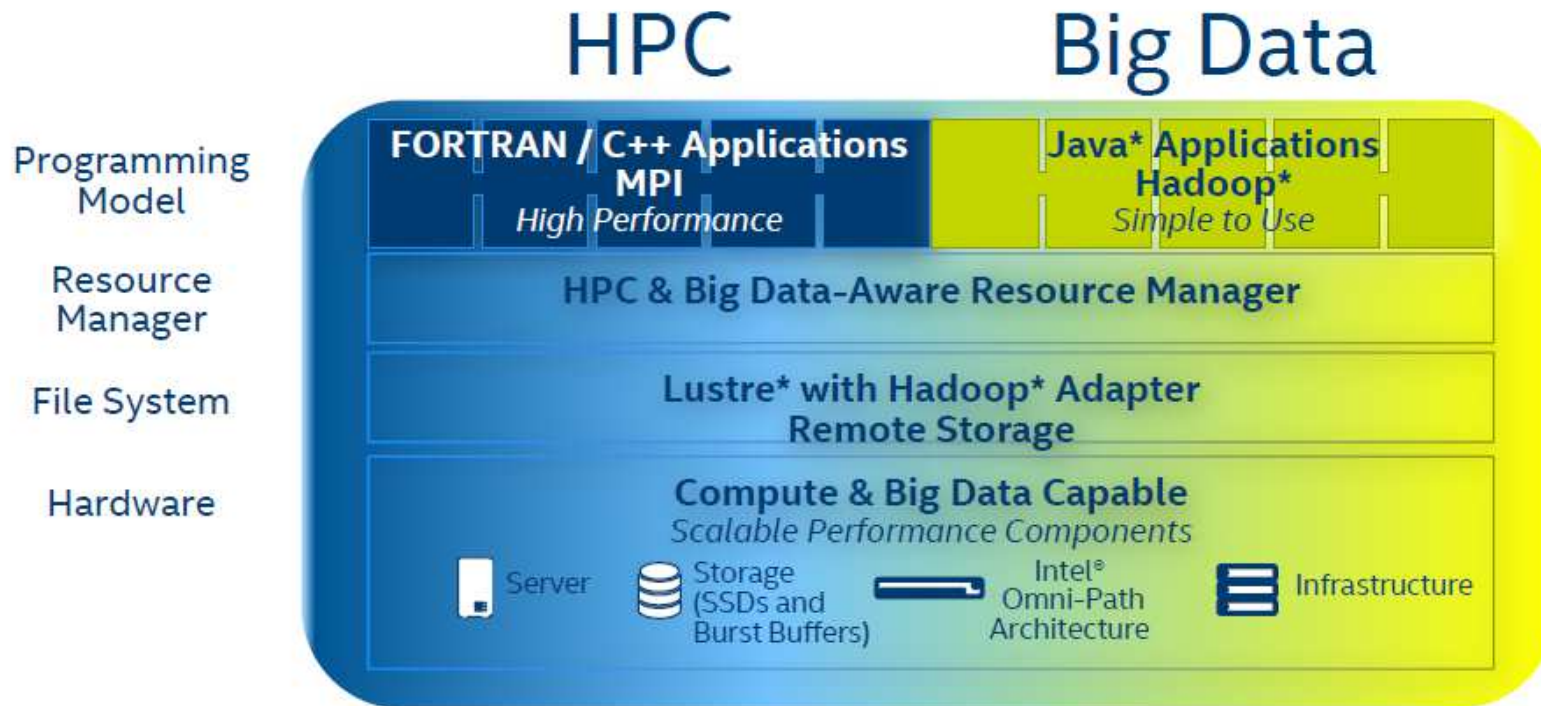 HPC
Big Data
Programming
Model
FORTRAN / C++ Applications
MPI
High Performance
Java* Applications
Hadoop*
Simple to Use
Resource
Manager
HPC & Big Data-Aware Resource Manager
File System
Lustre* with Hadoop* Adapter
Remote Storage
Hardware
Compute & Big Data Capable
Scalable Performance Components
Server
Storage
(SSDs and
Burst Buffers)
Intel®
Omni-Path
Architecture
Infrastructure